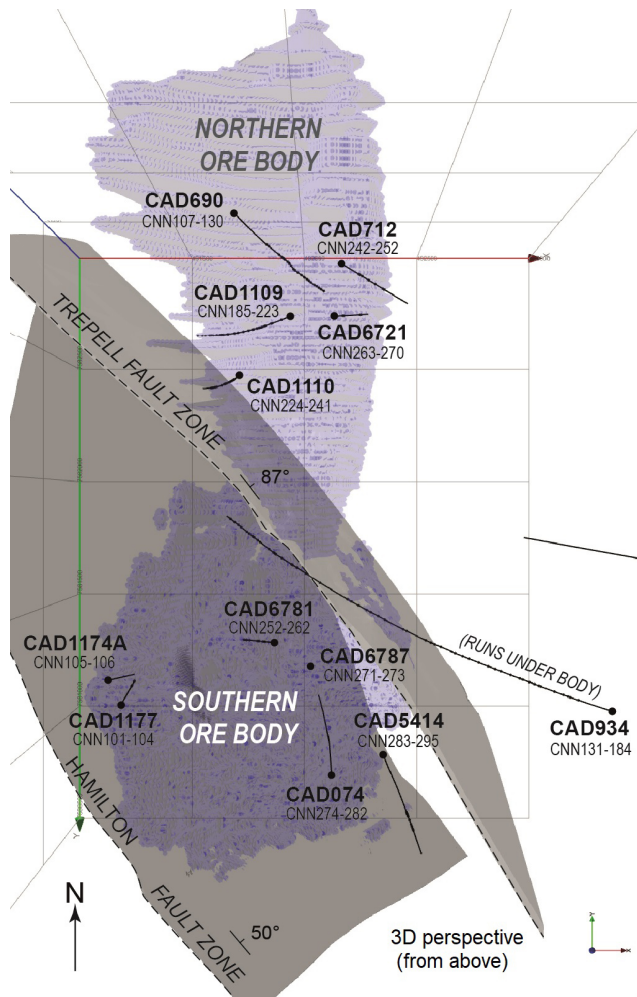 NORTHERN
ORE BODY
CAD690
CNN107-130
CAD712
CNN242-252
CAD1109
CNN185-223
CAD6721
CNN263-270
CAD1110
CNN224-241
TREPELL FAULT ZONE
87°
CAD6781
CNN252-262
CAD1174A
CNN105-106
CAD6787
CNN271-273
(RUNS UNDER BODY)
SOUTHERN
ORE BODY
CAD1177
CNN101-104
CAD5414
CNN283-295
CAD934
CNN131-184
CAD074
CNN274-282
HAMILTON
FAULT ZONE
N
50°
3D perspective
(from above)